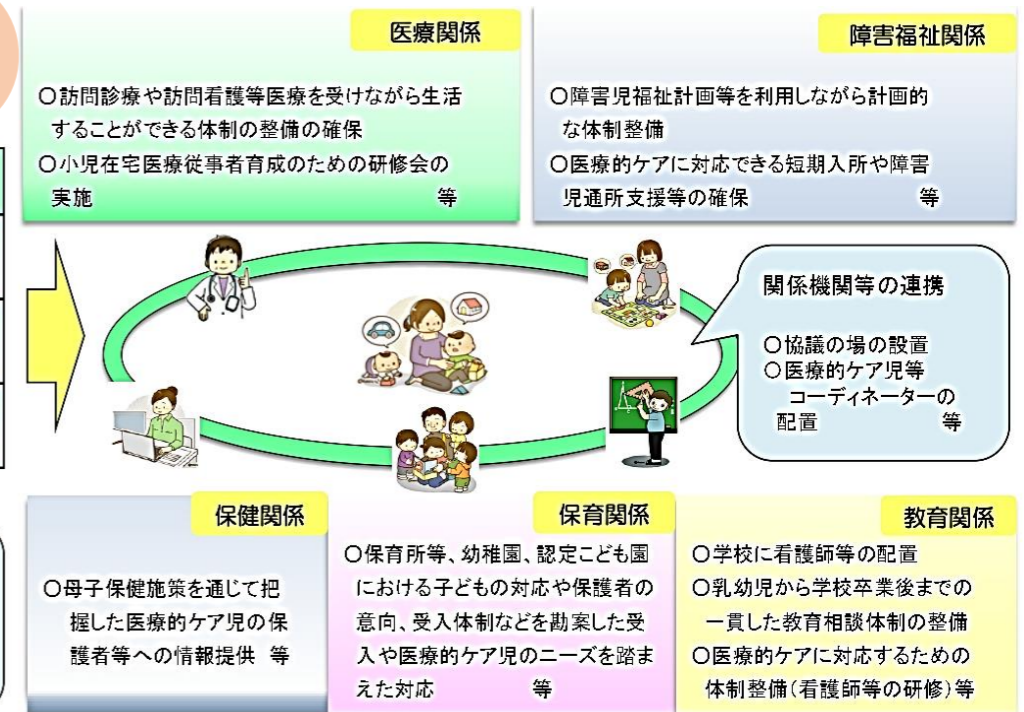 医療関係
〇訪問診療や訪問看護等医療を受けながら生活
することができる体制の整備の確保
〇小児在宅医療従事者育成のための研修会の
実施 等
障害福祉関係
〇障害児福祉計画等を利用しながら計画的
な体制整備
〇医療的ケアに対応できる短期入所や障害
児通所支援等の確保 等
関係機関等の連携
〇協議の場の設置
〇医療的ケア児等
コーディネーターの
配置 等
保健関係
〇母子保健施策を通じて把
握した医療的ケア児の保
護者等への情報提供 等
保育関係
〇保育所等、幼稚園、認定こども園
における子どもの対応や保護者の
意向、受入体制などを勘案した受
入や医療的ケア児のニーズを踏ま
えた対応 等
教育関係
〇学校に看護師等の配置
〇乳幼児から学校卒業後までの
一貫した教育相談体制の整備
〇医療的ケアに対応するための
体制整備(看護師等の研修)等